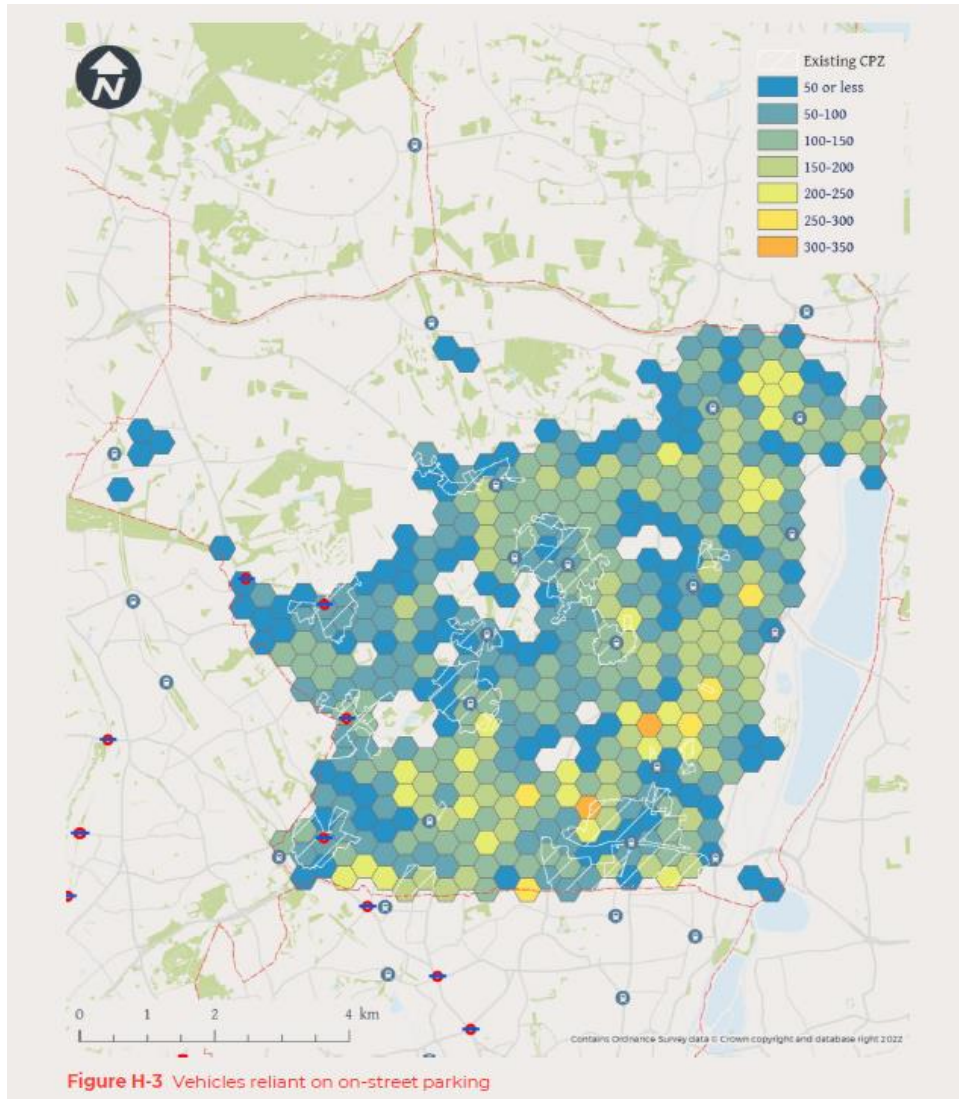 N
Existing CPZ
50 or less
50-100
100-150
150-200
200-250
250-300
300-350
0 1 2 4 km
Contains Ordnance Survey data © Crown copyright and database right 2022
Figure H-3 Vehicles reliant on on-street parking